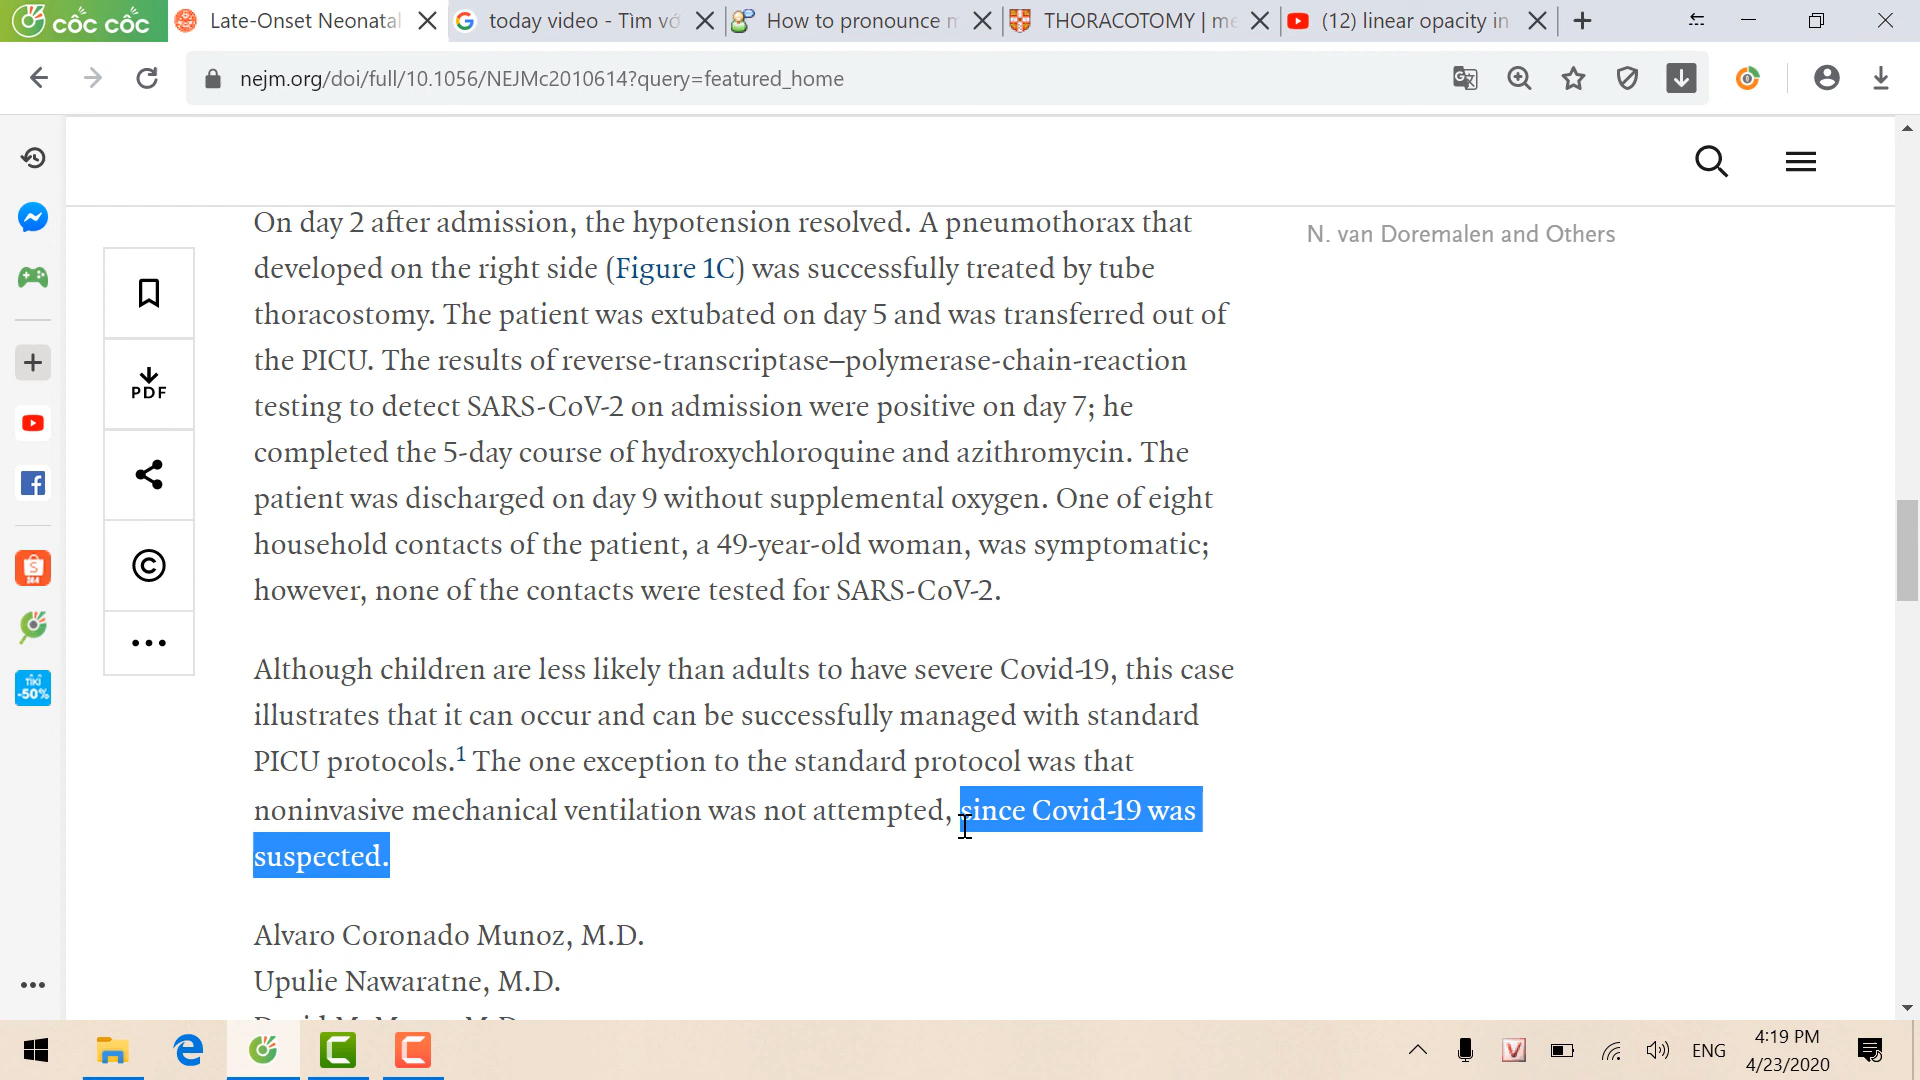 cốc cốc
Late-Onset Neonatal
today video - Tìm vớ
How to pronounce m
THORACOTOMY | me
(12) linear opacity in
nejm.org/doi/full/10.1056/NEJMc2010614?query=featured_home
On day 2 after admission, the hypotension resolved. A pneumothorax that
developed on the right side (Figure 1C) was successfully treated by tube
thoracostomy. The patient was extubated on day 5 and was transferred out of
the PICU. The results of reverse-transcriptase–polymerase-chain-reaction
testing to detect SARS-CoV-2 on admission were positive on day 7; he
completed the 5-day course of hydroxychloroquine and azithromycin. The
patient was discharged on day 9 without supplemental oxygen. One of eight
household contacts of the patient, a 49-year-old woman, was symptomatic;
however, none of the contacts were tested for SARS-CoV-2.
Although children are less likely than adults to have severe Covid-19, this case
illustrates that it can occur and can be successfully managed with standard
PICU protocols.1 The one exception to the standard protocol was that
noninvasive mechanical ventilation was not attempted, since Covid-19 was
suspected.
Alvaro Coronado Munoz, M.D.
Upulie Nawaratne, M.D.
N. van Doremalen and Others
PDF
TIKI
-50%
ENG
4:19 PM
4/23/2020